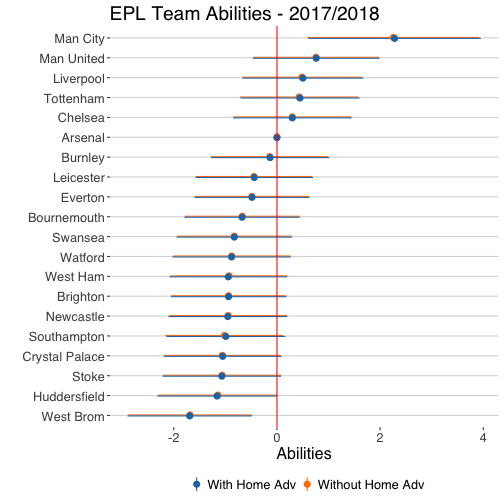 EPL Team Abilities - 2017/2018
Man City
Man United
Liverpool
Tottenham
Chelsea
Arsenal
Burnley
Leicester
Everton
Bournemouth
Swansea
Watford
West Ham
Brighton
Newcastle
Southampton
Crystal Palace
Stoke
Huddersfield
West Brom
-2 0 2 4
Abilities
With Home Adv Without Home Adv